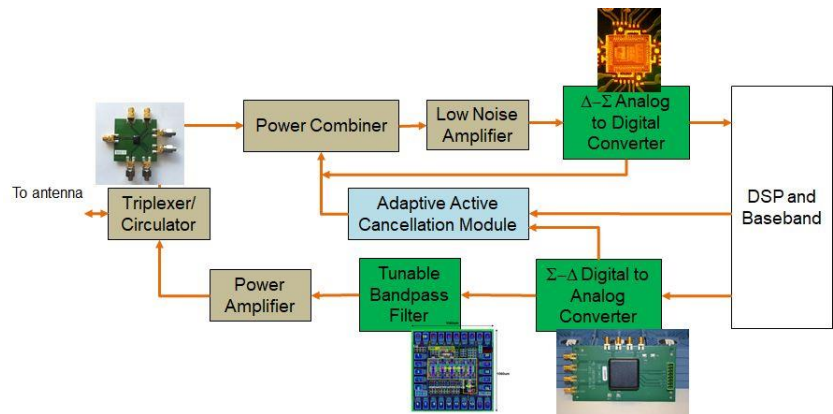 Δ–Σ Analog
to Digital
Converter
Power Combiner
Low Noise
Amplifier
To antenna
Triplexer/
Circulator
Adaptive Active
Cancellation Module
DSP and
Baseband
Power
Amplifier
Tunable
Bandpass
Filter
Σ–Δ Digital to
Analog
Converter